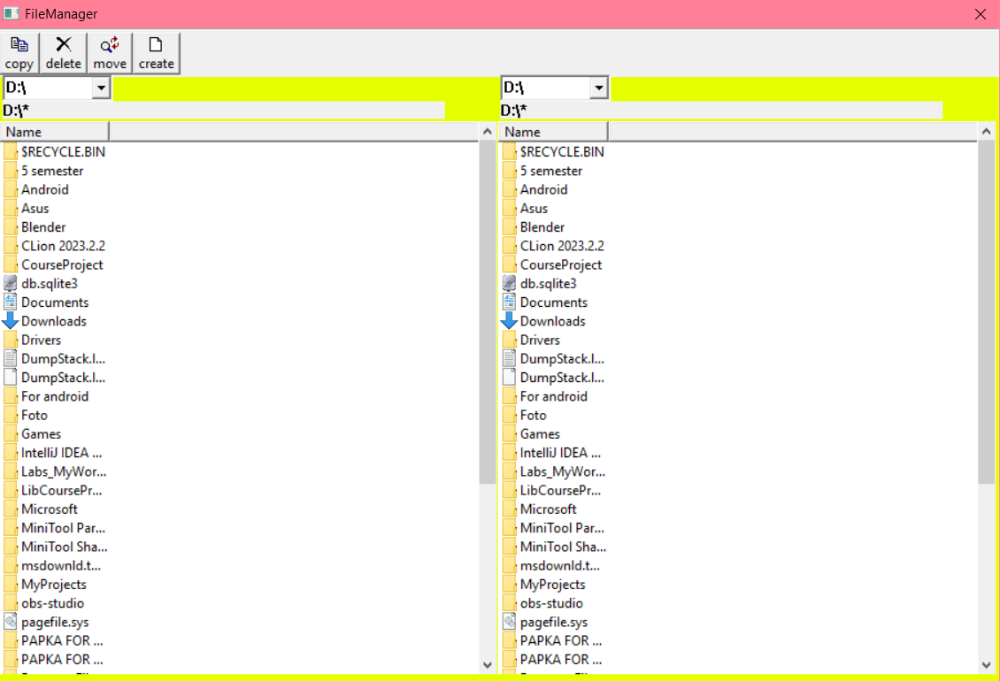 FileManager
copy delete move create
D:\
D:\*
Name
$RECYCLE.BIN
5 semester
Android
Asus
Blender
CLion 2023.2.2
CourseProject
db.sqlite3
Documents
Downloads
Drivers
DumpStack.l...
DumpStack.l...
For android
Foto
Games
IntelliJ IDEA ...
Labs_MyWor...
LibCoursePr...
Microsoft
MiniTool Par...
MiniTool Sha...
msdownld.t...
MyProjects
obs-studio
pagefile.sys
PAPKA FOR ...
PAPKA FOR ...
D:\
D:\*
Name
$RECYCLE.BIN
5 semester
Android
Asus
Blender
CLion 2023.2.2
CourseProject
db.sqlite3
Documents
Downloads
Drivers
DumpStack.l...
DumpStack.l...
For android
Foto
Games
IntelliJ IDEA ...
Labs_MyWor...
LibCoursePr...
Microsoft
MiniTool Par...
MiniTool Sha...
msdownld.t...
MyProjects
obs-studio
pagefile.sys
PAPKA FOR ...
PAPKA FOR ...